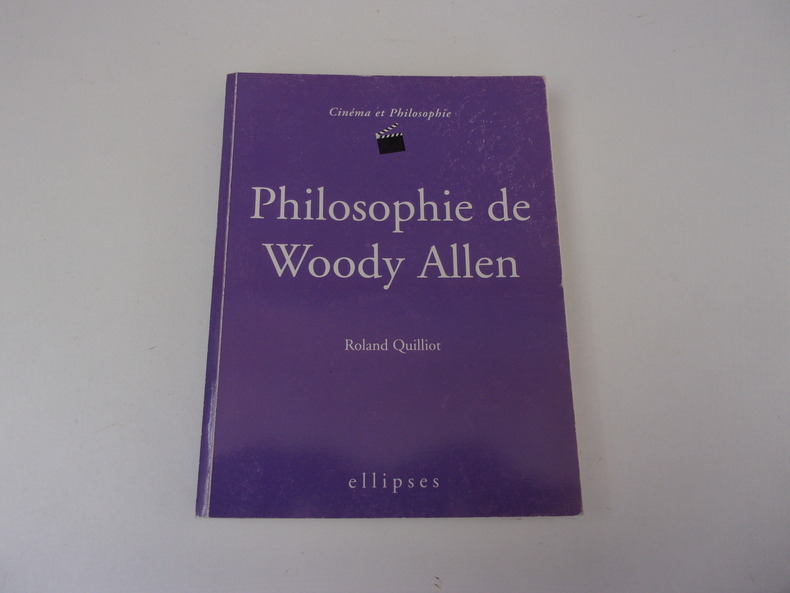 Cinéma et Philosophie
Philosophie de
Woody Allen
Roland Quilliot
ellipses